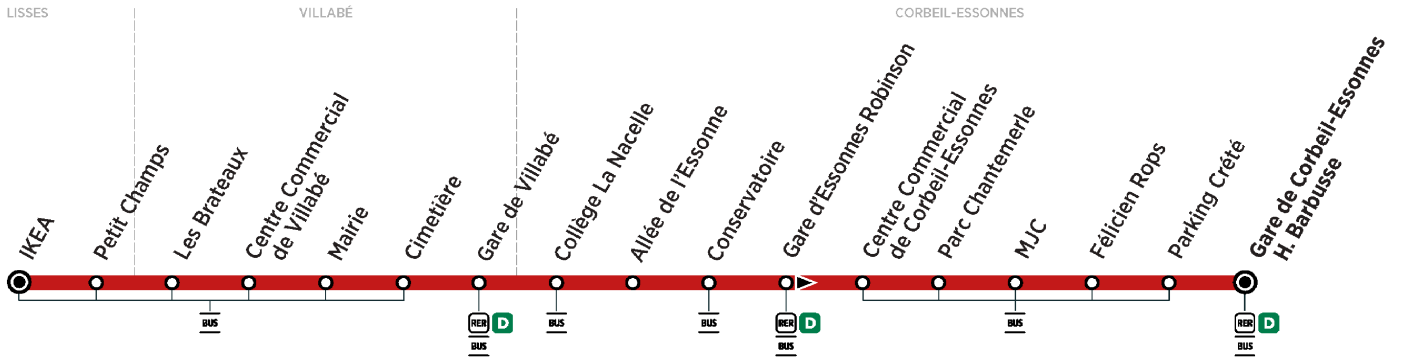 LISSES
VILLABÉ
CORBEIL-ESSONNES
IKEA
Petit Champs
Les Brateaux
Centre Commercial
de Villabé
Mairie
Cimetière
Gare de Villabé
Collège La Nacelle
Allée de l'Essonne
Conservatoire
Gare d'Essonnes Robinson
Centre Commercial
de Corbeil-Essonnes
Parc Chantemerle
MJC
Félicien Rops
Parking Crété
Gare de Corbeil-Essonnes
H. Barbusse
BUS
RER D
BUS
BUS
BUS
RER D
BUS
BUS
RER D
BUS